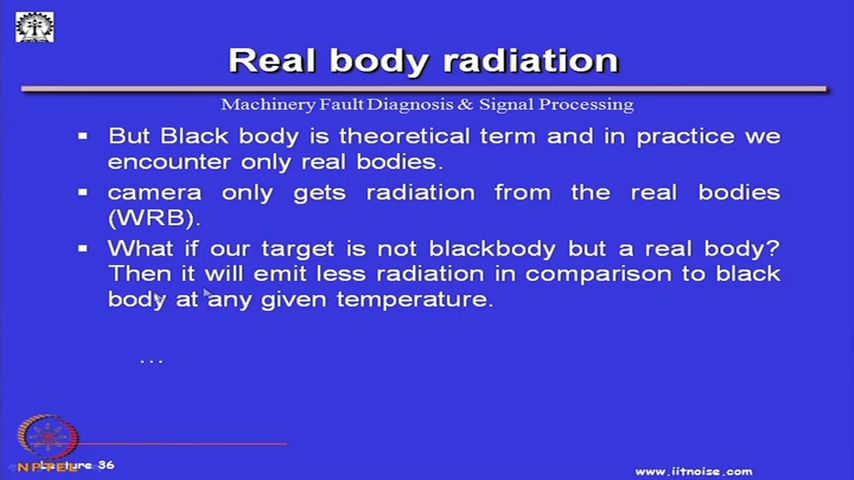 Real body radiation
Machinery Fault Diagnosis & Signal Processing
But Black body is theoretical term and in practice we
encounter only real bodies.
camera only gets radiation from the real bodies
(WRB).
What if our target is not blackbody but a real body?
Then it will emit less radiation in comparison to black
body at any given temperature.
...
NPTEL
Lecture 36
www.iitnoise.com